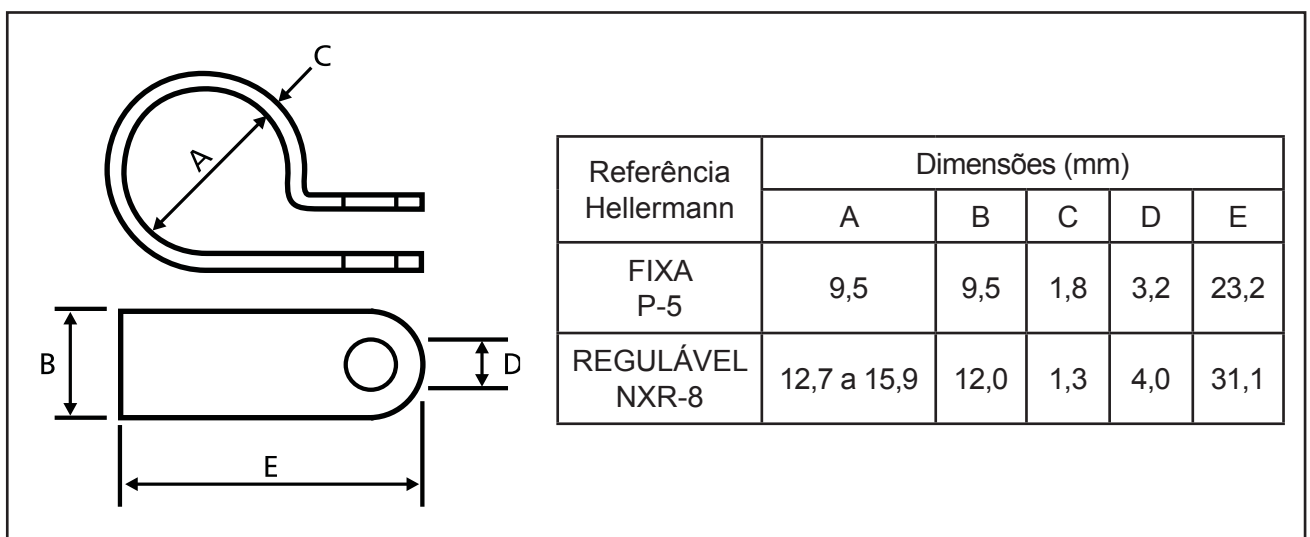 C
A
B
D
E
Referência Hellermann Dimensões (mm)
A B C D E
FIXA P-5 9,5 9,5 1,8 3,2 23,2
REGULÁVEL NXR-8 12,7 a 15,9 12,0 1,3 4,0 31,1